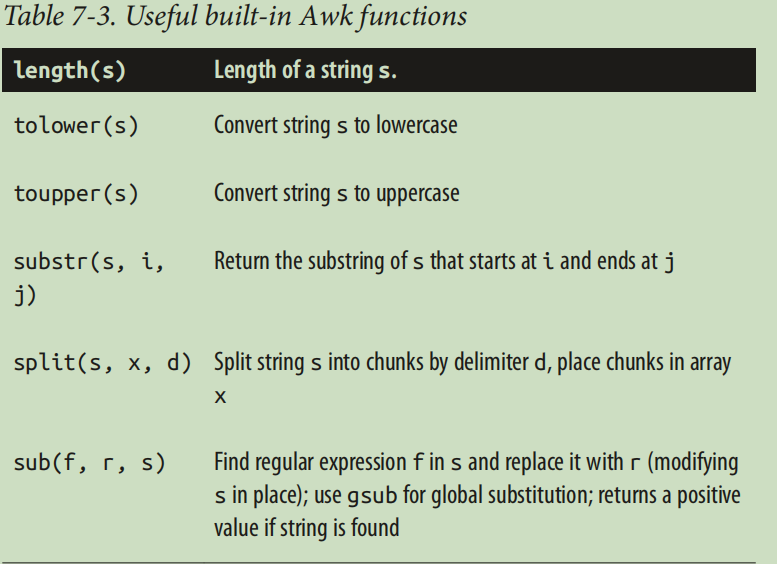 Table 7-3. Useful built-in Awk functions
length(s) Length of a string s.
tolower(s) Convert string s to lowercase
toupper(s) Convert string s to uppercase
substr(s, i, Return the substring of s that starts at i and ends at j
j)
split(s, x, d) Split string s into chunks by delimiter d, place chunks in array
x
sub(f, r, s) Find regular expression f in s and replace it with r (modifying
s in place); use gsub for global substitution; returns a positive
value if string is found